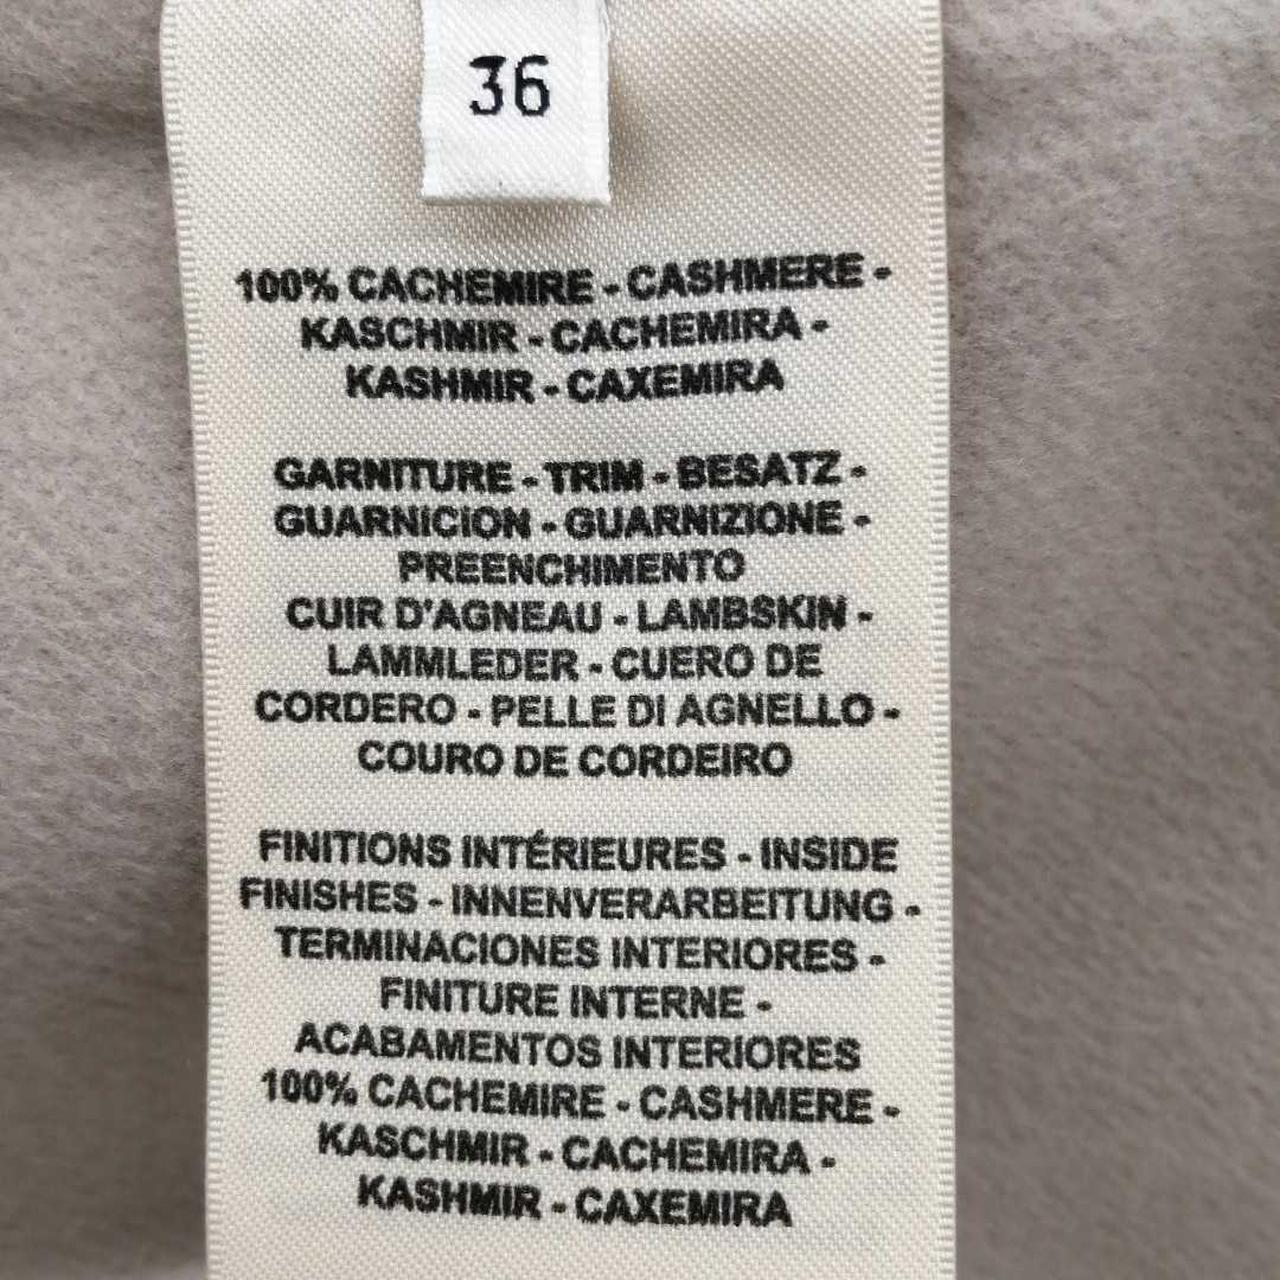 36
100% CACHEMIRE - CASHMERE -
KASCHMIR - CACHEMIRA -
KASHMIR - CAXEMIRA
GARNITURE - TRIM - BESATZ -
GUARNICION - GUARNIZIONE -
PREENCHIMENTO
CUIR D'AGNEAU - LAMBSKIN -
LAMMLEDER - CUERO DE
CORDERO - PELLE DI AGNELLO -
COURO DE CORDEIRO
FINITIONS INTÉRIEURES - INSIDE
FINISHES - INNENVERARBEITUNG -
TERMINACIONES INTERIORES -
FINITURE INTERNE -
ACABAMENTOS INTERIORES
100% CACHEMIRE - CASHMERE -
KASCHMIR - CACHEMIRA -
KASHMIR - CAXEMIRA